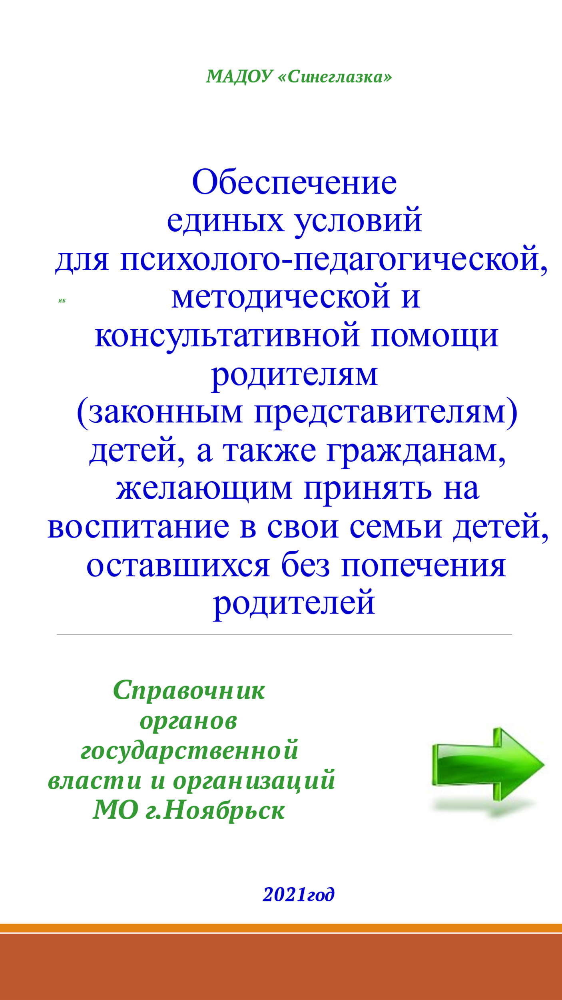 МАДОУ «Синеглазка»
Обеспечение
единых условий
для психолого-педагогической,
методической и
яб
консультативной помощи
родителям
(законным представителям)
детей, а также гражданам,
желающим принять на
воспитание в свои семьи детей,
оставшихся без попечения
родителей
Справочник
органов
государственной
власти и организаций
МО г.Ноябрьск
2021год